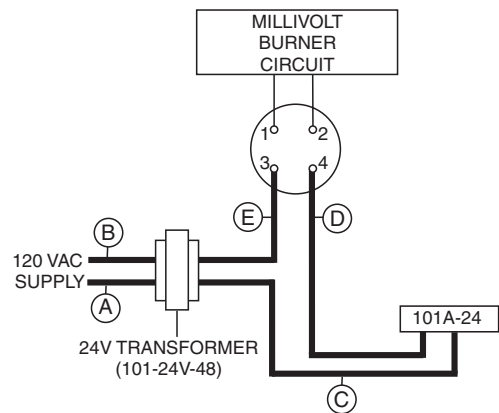 MILLIVOLT
BURNER
CIRCUIT
1 2
3 4
E D
B
120 VAC
SUPPLY
A
101A-24
24V TRANSFORMER
(101-24V-48)
C